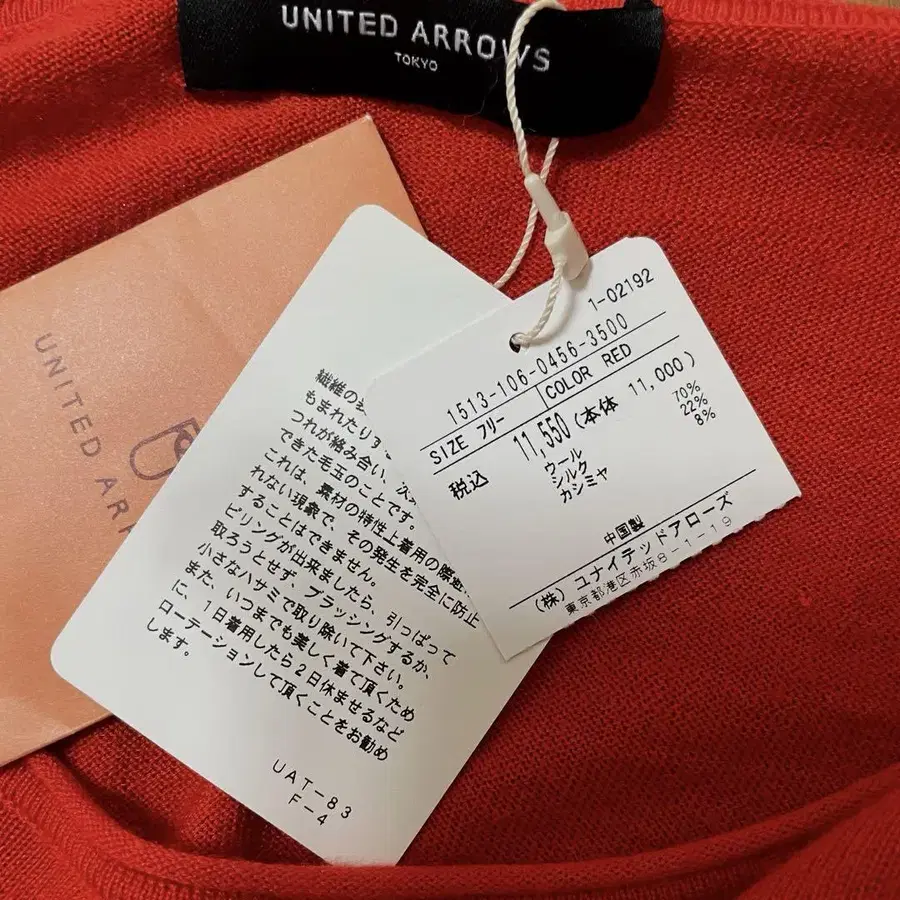 UNITED ARROWS
TOKYO
UNITED ARR
1-02192
1513-106-0456-3500
SIZE フリー COLOR RED
税込 11,550 (本体 11,000)
ウール 70%
シルク 22%
カシミヤ 8%
中国製
(株) ユナイテッドアローズ
東京都港区赤坂8-1-19
繊維の
もまれたりす
つれが絡み合い、次
できた毛玉のことです。
これは、素材の特性上着用の際
れない現象で、その発生を完全に防止
することはできません。
ピリングが出来ましたら、引っぱって
取ろうとせず、ブラッシングするか、
小さなハサミで取り除いて下さい。
また、いつまでも美しく着て頂くため
に、1日着用したら2日休ませるなど
ローテーションして頂くことをお勧め
します。
UAT-83
F-4